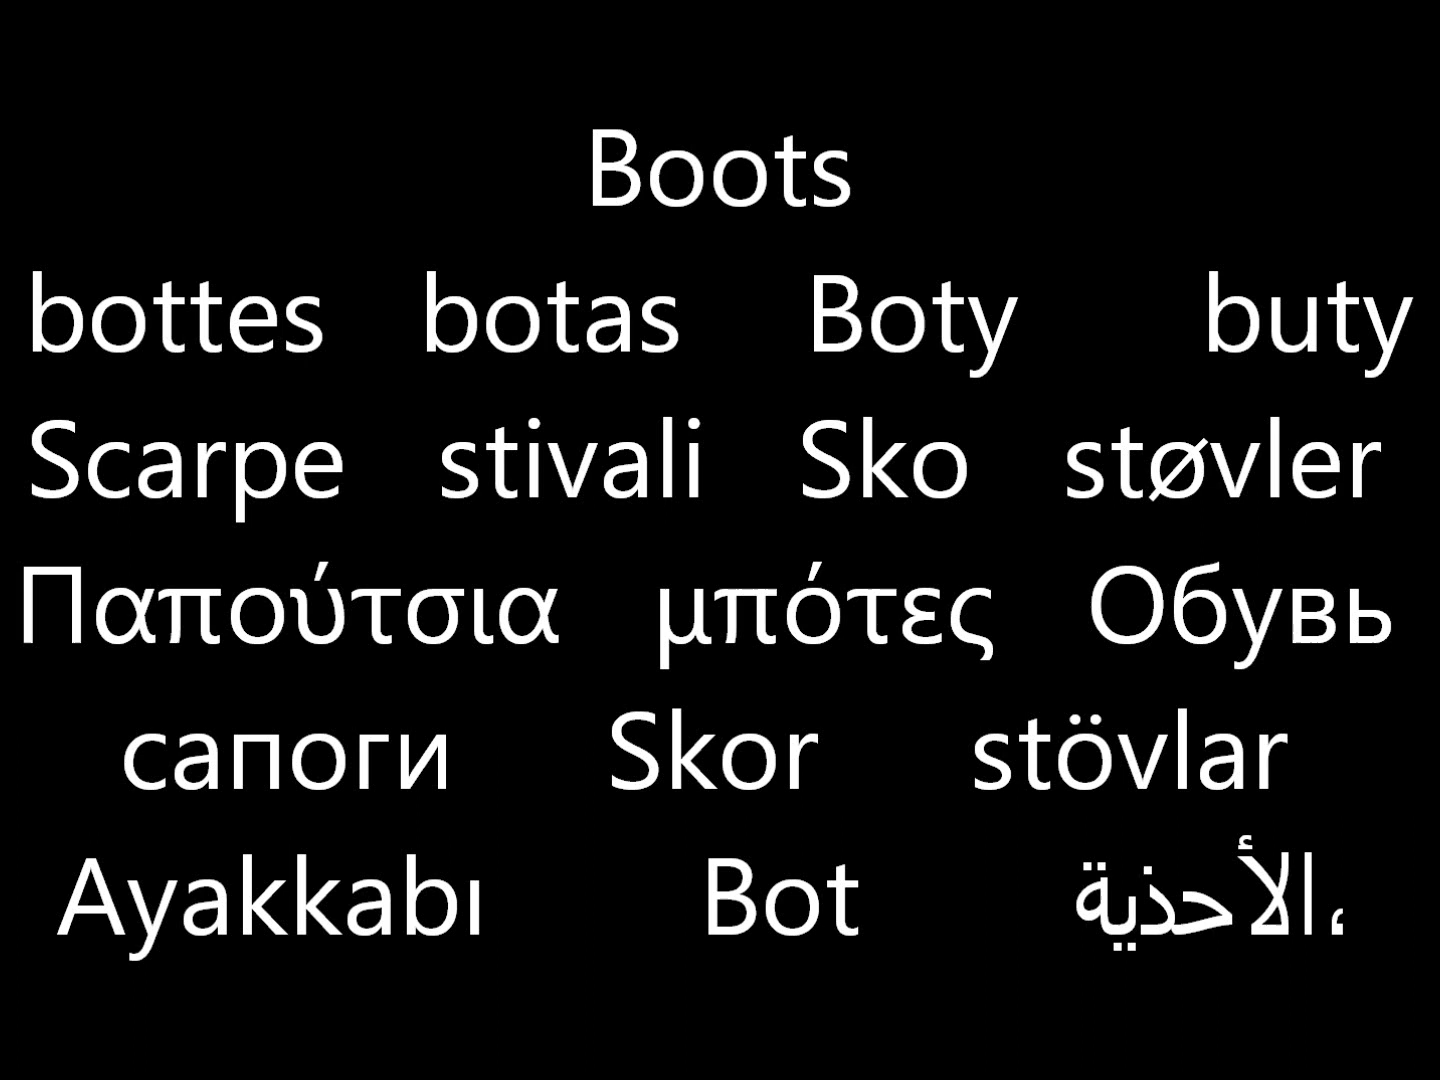 Boots
bottes botas Boty buty
Scarpe stivali Sko støvler
Παπούτσια μπότες Обувь
сапоги Skor stövlar
Ayakkabı Bot الأحذية،